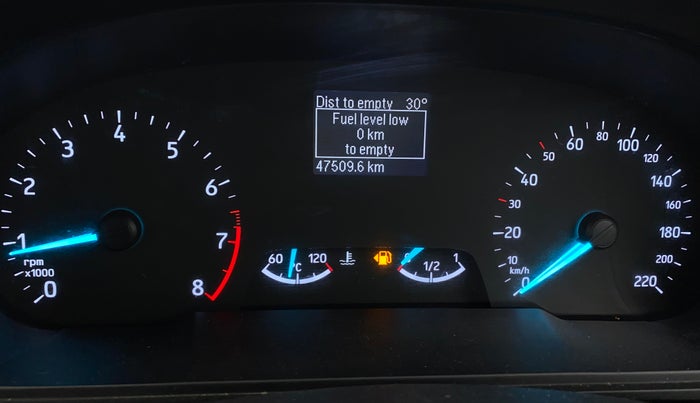 Dist to empty 30°
Fuel level low
0 km
to empty
47509.6 km
0 1 2 3 4 5 6 7 8
rpm
x1000
60 120
°C
0 1/2 1
0 10 20 30 40 50 60 80 100 120 140 160 180 200 220
km/h